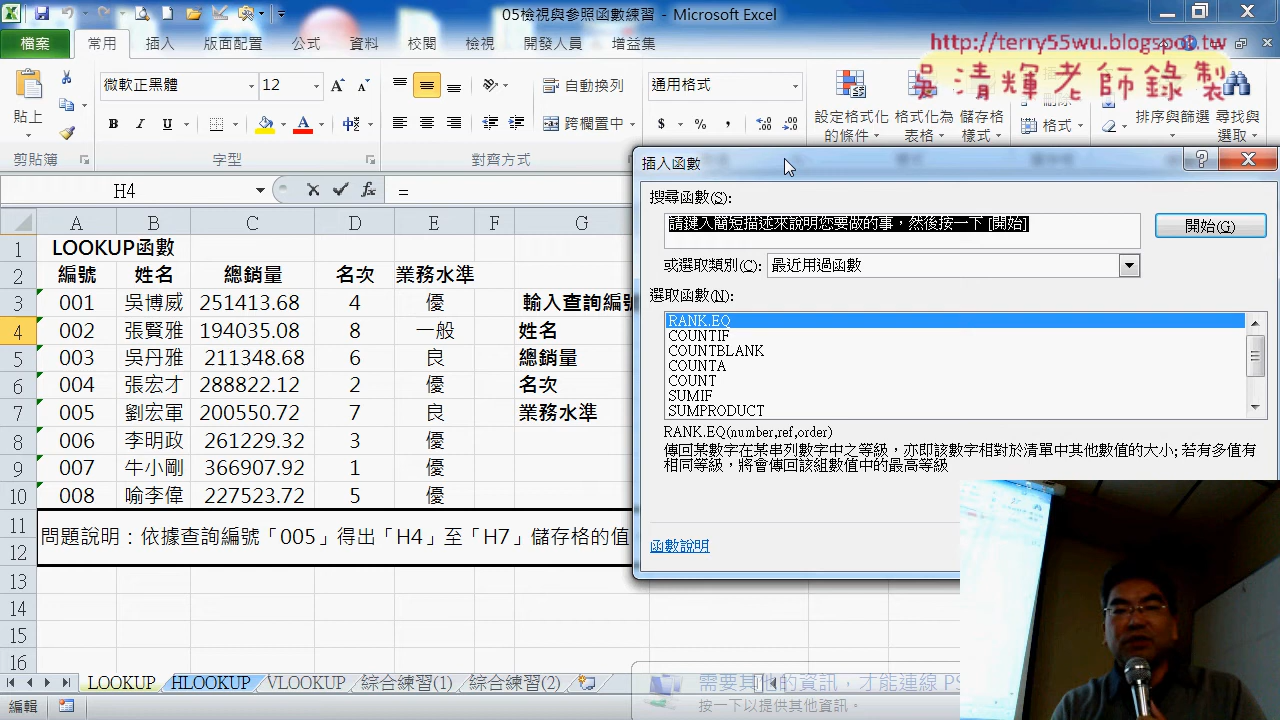 05檢視與參照函數練習 - Microsoft Excel
檔案 常用 插入 版面配置 公式 資料 校閱 檢視 開發人員 增益集
http://terry55wu.blogspot.tw
吳清輝老師錄製
貼上 微軟正黑體 12 自動換列 通用格式 設定格式化的條件 格式化為表格 儲存格樣式 格式 排序與篩選 尋找與選取
B I U 中 跨欄置中 $ % ,
剪貼簿 字型 對齊方式
H4 fx =
A B C D E F G
1 LOOKUP函數
2 編號 姓名 總銷量 名次 業務水準
3 001 吳博威 251413.68 4 優 輸入查詢編號
4 002 張賢雅 194035.08 8 一般 姓名
5 003 吳丹雅 211348.68 6 良 總銷量
6 004 張宏才 288822.12 2 優 名次
7 005 劉宏軍 200550.72 7 良 業務水準
8 006 李明政 261229.32 3 優
9 007 牛小剛 366907.92 1 優
10 008 喻李偉 227523.72 5 優
11 問題說明：依據查詢編號「005」得出「H4」至「H7」儲存格的值
12
13
14
15
16
插入函數
搜尋函數(S):
請鍵入簡短描述來說明您要做的事，然後按一下 [開始]
開始(G)
或選取類別(C): 最近用過函數
選取函數(N):
RANK.EQ
COUNTIF
COUNTBLANK
COUNTA
COUNT
SUMIF
SUMPRODUCT
RANK.EQ(number,ref,order)
傳回某數字在某串列數字中之等級，亦即該數字相對於清單中其他數值的大小; 若有多值有
相同等級，將會傳回該組數值中的最高等級
函數說明
LOOKUP HLOOKUP VLOOKUP 綜合練習(1) 綜合練習(2)
需要其他的資訊，才能連線 PS
按一下以提供其他資訊。
編輯